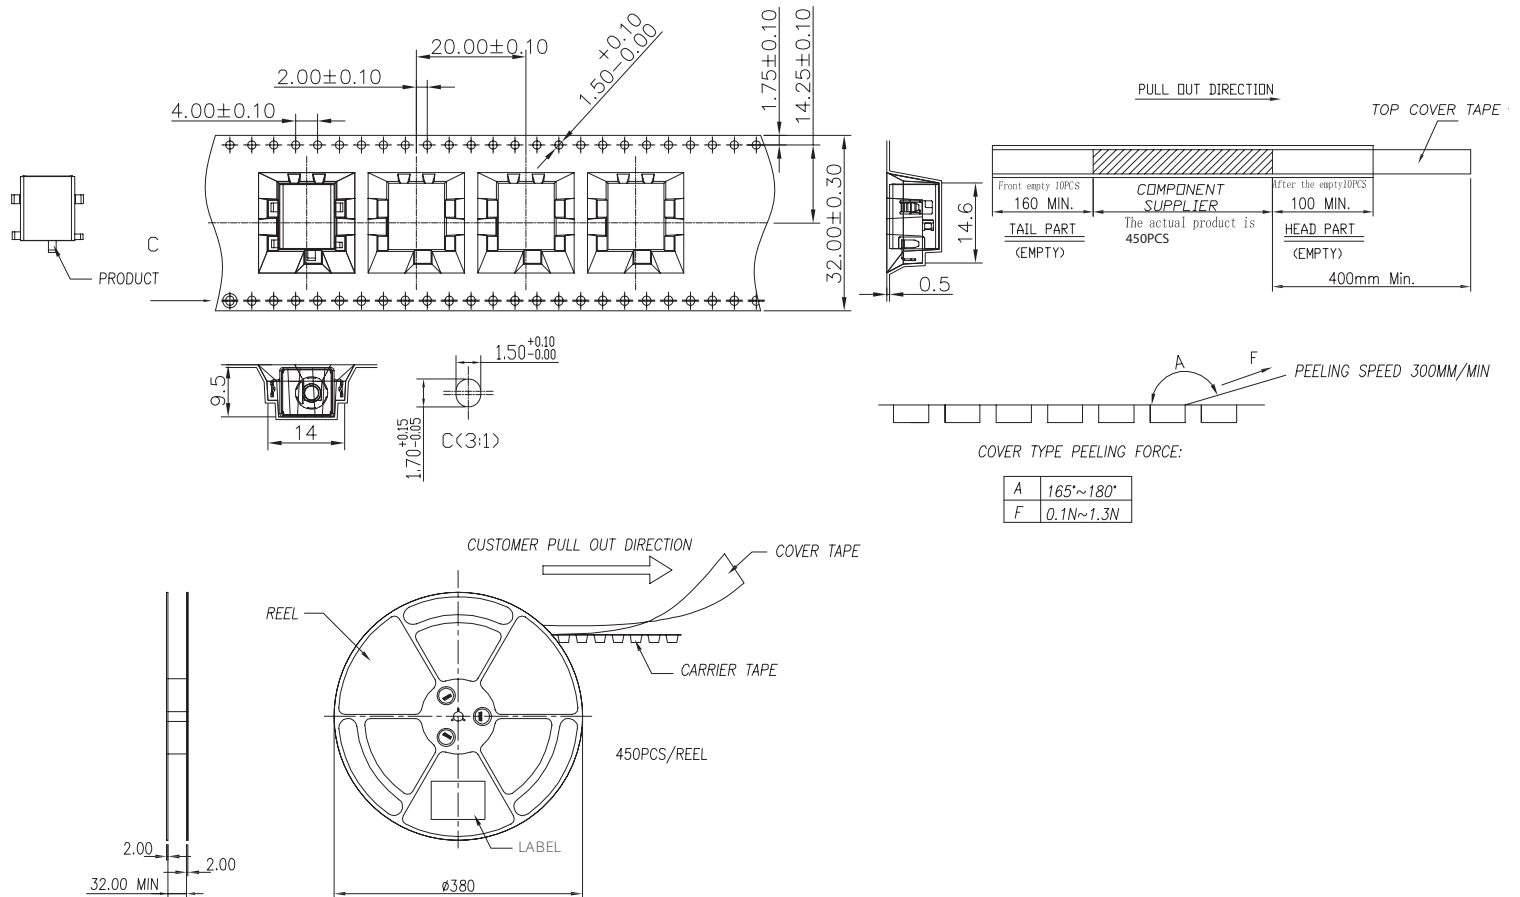 20.00±0.10
2.00±0.10
4.00±0.10
1.50 +0.10 -0.00
1.75±0.10
14.25±0.10
32.00±0.30
C
PRODUCT
14.6
0.5
PULL OUT DIRECTION
TOP COVER TAPE
Front empty 10PCS
160 MIN.
TAIL PART
(EMPTY)
COMPONENT
SUPPLIER
The actual product is
450PCS
After the empty10PCS
100 MIN.
HEAD PART
(EMPTY)
400mm Min.
9.5
14
1.50 +0.10 -0.00
1.70 +0.15 -0.05
C(3:1)
A
F
PEELING SPEED 300MM/MIN
COVER TYPE PEELING FORCE:
A 165°~180°
F 0.1N~1.3N
CUSTOMER PULL OUT DIRECTION
COVER TAPE
REEL
CARRIER TAPE
450PCS/REEL
LABEL
2.00
2.00
32.00 MIN
ø380